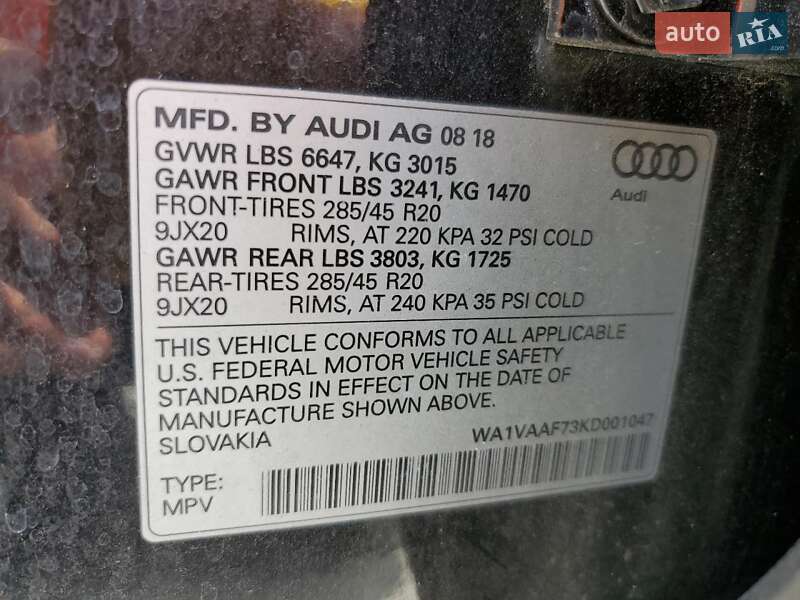 auto RIA
.com
MFD. BY AUDI AG 08 18
GVWR LBS 6647, KG 3015
GAWR FRONT LBS 3241, KG 1470
FRONT-TIRES 285/45 R20
9JX20 RIMS, AT 220 KPA 32 PSI COLD
GAWR REAR LBS 3803, KG 1725
REAR-TIRES 285/45 R20
9JX20 RIMS, AT 240 KPA 35 PSI COLD
Audi
THIS VEHICLE CONFORMS TO ALL APPLICABLE
U.S. FEDERAL MOTOR VEHICLE SAFETY
STANDARDS IN EFFECT ON THE DATE OF
MANUFACTURE SHOWN ABOVE.
SLOVAKIA WA1VAAF73KD001047
TYPE:
MPV